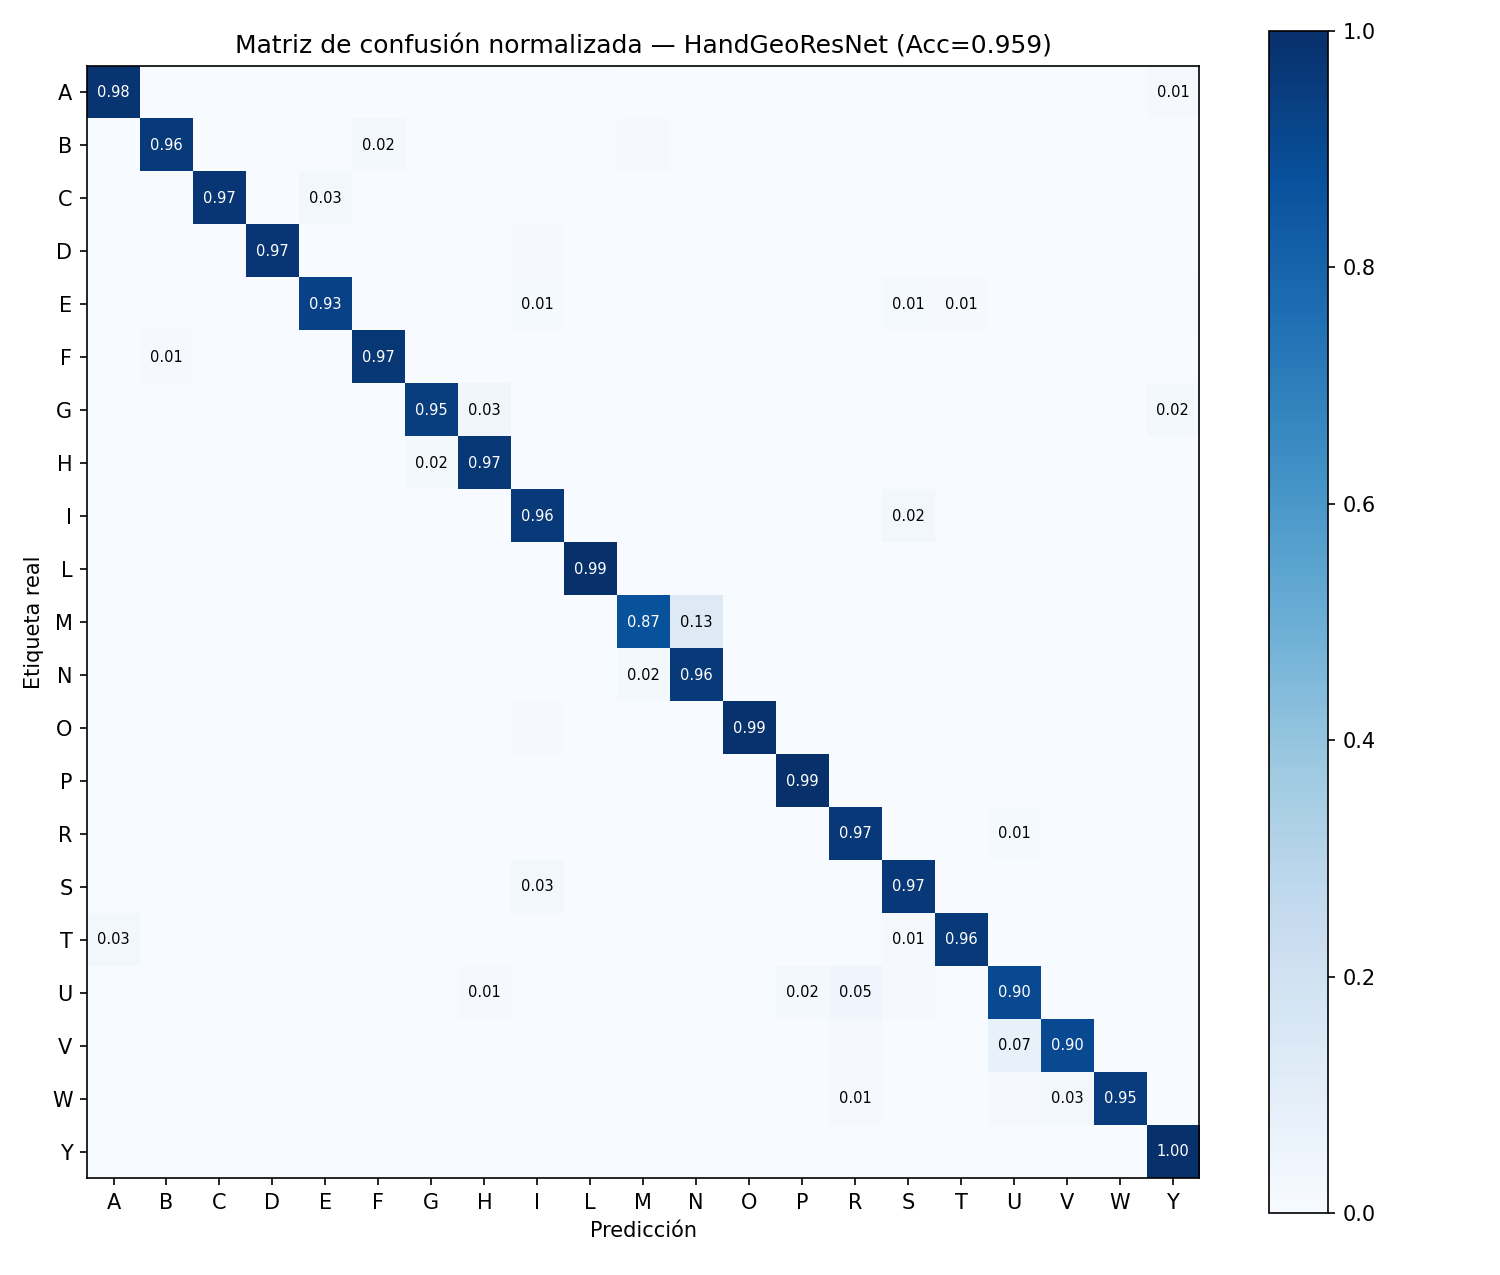 Matriz de confusión normalizada — HandGeoResNet (Acc=0.959)
1.0
A 0.98 0.01
B 0.96 0.02
C 0.97 0.03
D 0.97
0.8
E 0.93 0.01 0.01 0.01
F 0.01 0.97
G 0.95 0.03 0.02
H 0.02 0.97
0.6
I 0.96 0.02
L 0.99
Etiqueta real
M 0.87 0.13
N 0.02 0.96
O 0.99
0.4
P 0.99
R 0.97 0.01
S 0.03 0.97
T 0.03 0.01 0.96
0.2
U 0.01 0.02 0.05 0.90
V 0.07 0.90
W 0.01 0.03 0.95
Y 1.00
0.0
A B C D E F G H I L M N O P R S T U V W Y
Predicción